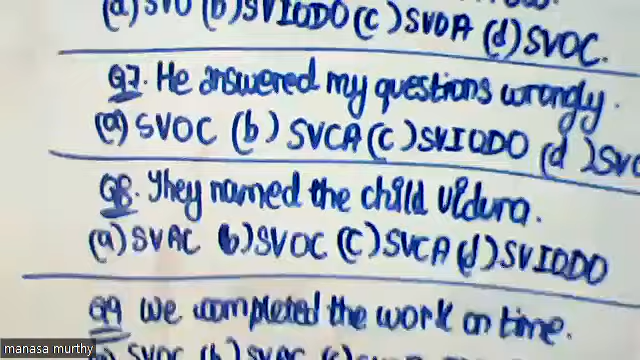 (a) SVO (b) SVIODO (c) SVOA (d) SVOC.
Q7. He answered my questions wrongly.
(a) SVOC (b) SVCA (c) SVIODO (d) SVO
Q8. They named the child Vidura.
(a) SVAC (b) SVOC (c) SVCA (d) SVIODO
Q9 We completed the work on time.
manasa murthy